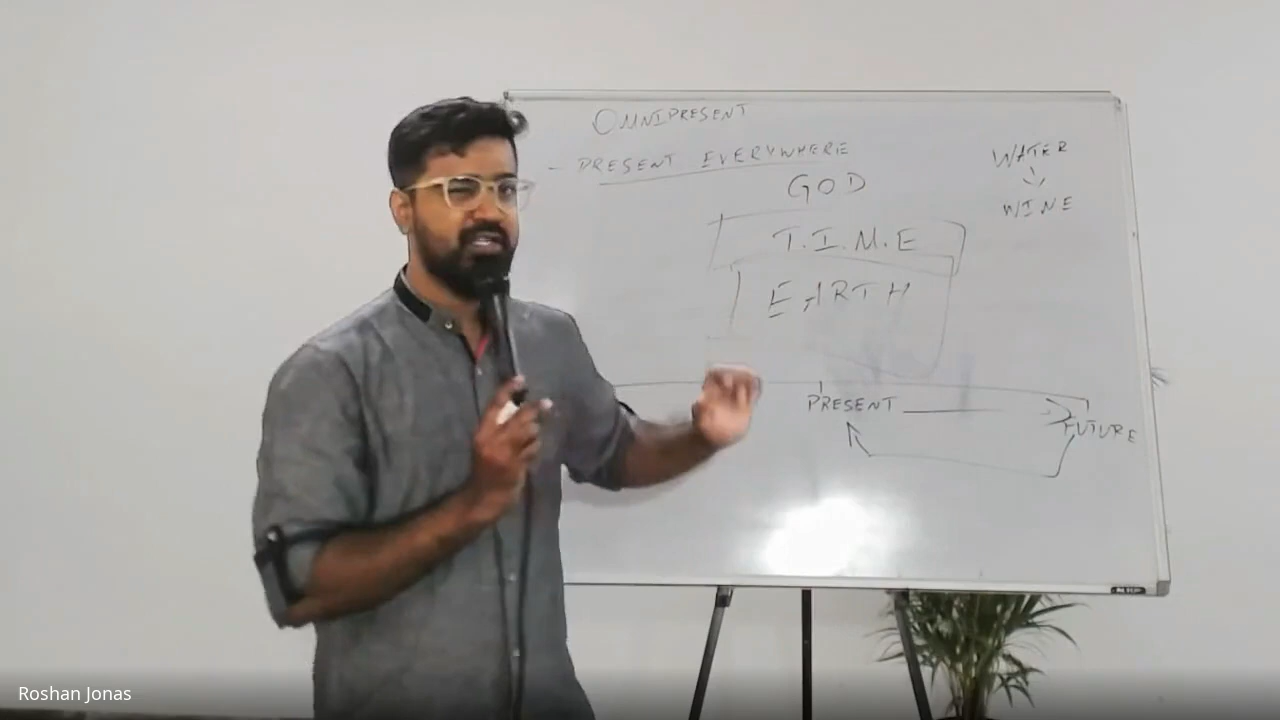 OMNIPRESENT
- PRESENT EVERYWHERE
GOD
T.I.M.E
EARTH
WATER
WINE
PRESENT
FUTURE
Roshan Jonas